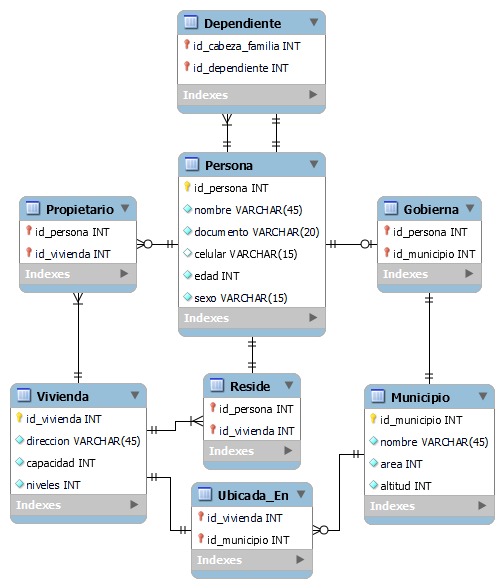 Dependiente
id_cabeza_familia INT
id_dependiente INT
Indexes
Persona
id_persona INT
nombre VARCHAR(45)
documento VARCHAR(20)
celular VARCHAR(15)
edad INT
sexo VARCHAR(15)
Indexes
Propietario
id_persona INT
id_vivienda INT
Indexes
Gobierna
id_persona INT
id_municipio INT
Indexes
Vivienda
id_vivienda INT
direccion VARCHAR(45)
capacidad INT
niveles INT
Indexes
Reside
id_persona INT
id_vivienda INT
Indexes
Municipio
id_municipio INT
nombre VARCHAR(45)
area INT
altitud INT
Indexes
Ubicada_En
id_vivienda INT
id_municipio INT
Indexes